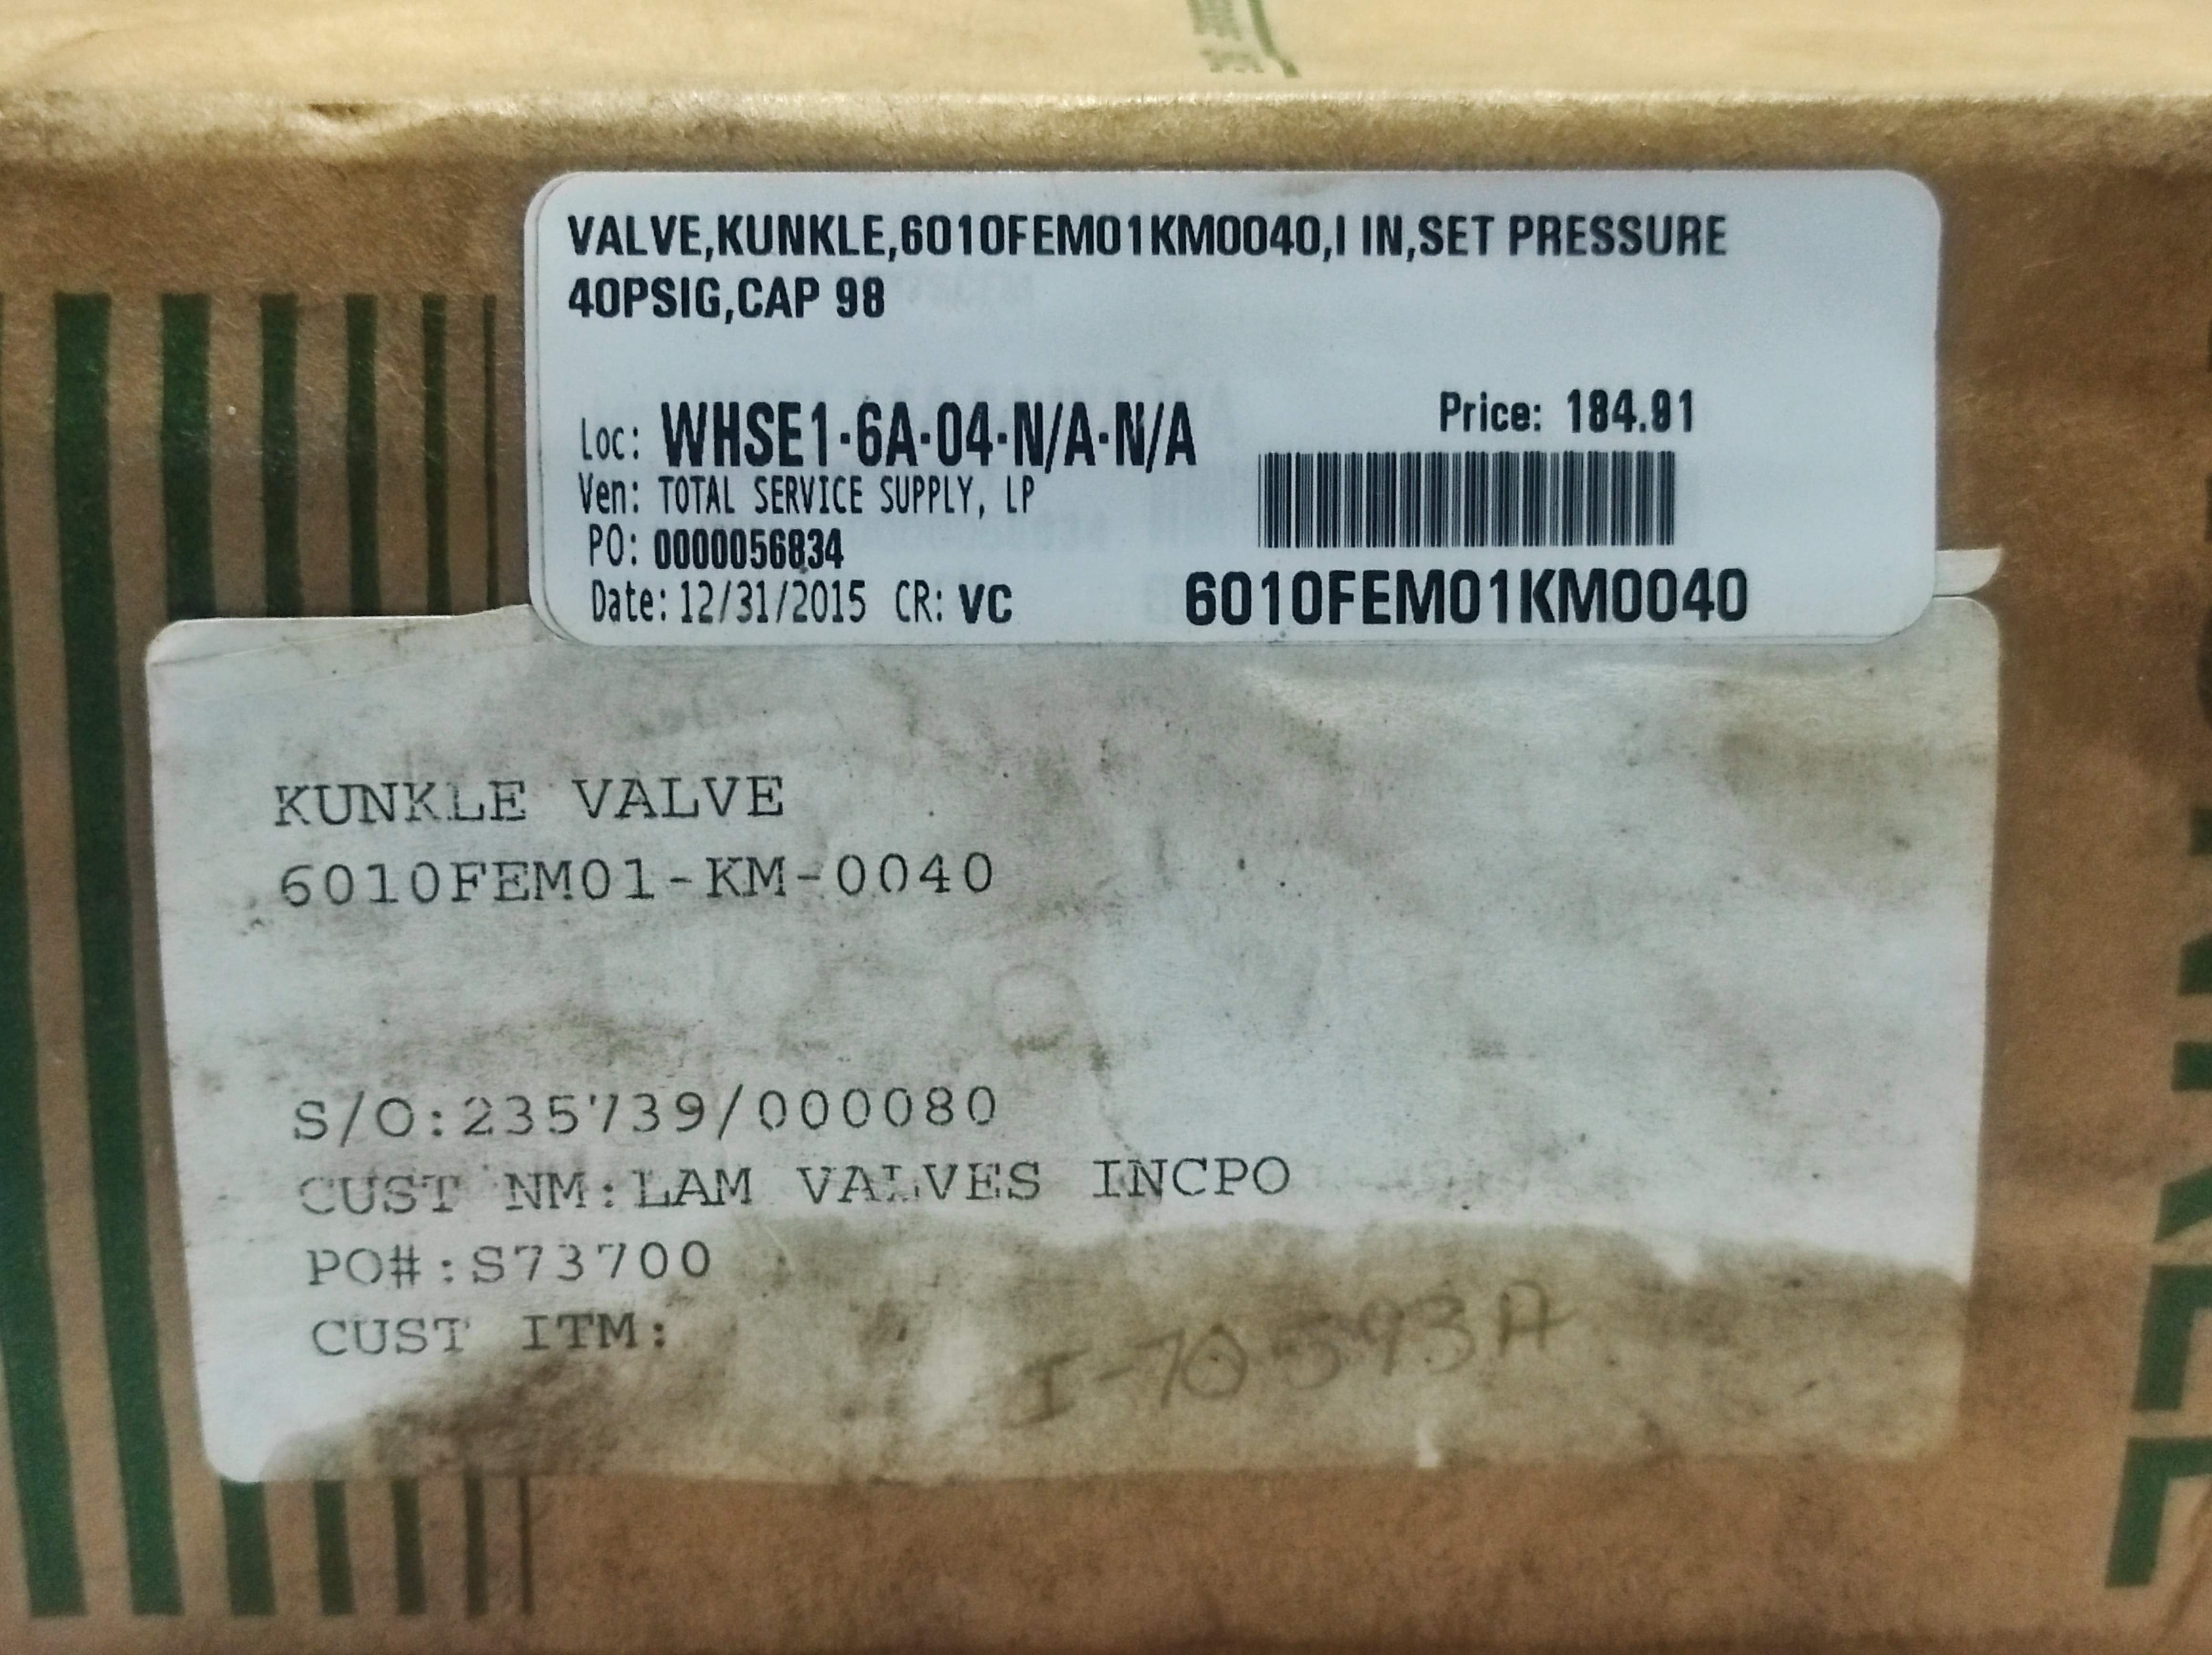 VALVE,KUNKLE,6010FEM01KM0040,I IN,SET PRESSURE
40PSIG,CAP 98
Loc: WHSE1-6A-04-N/A-N/A
Price: 184.91
Ven: TOTAL SERVICE SUPPLY, LP
PO: 0000056834
Date: 12/31/2015 CR: VC
6010FEM01KM0040
KUNKLE VALVE
6010FEM01-KM-0040
S/O:235739/000080
CUST NM:LAM VALVES INCPO
PO#:S73700
CUST ITM:
I-70593A